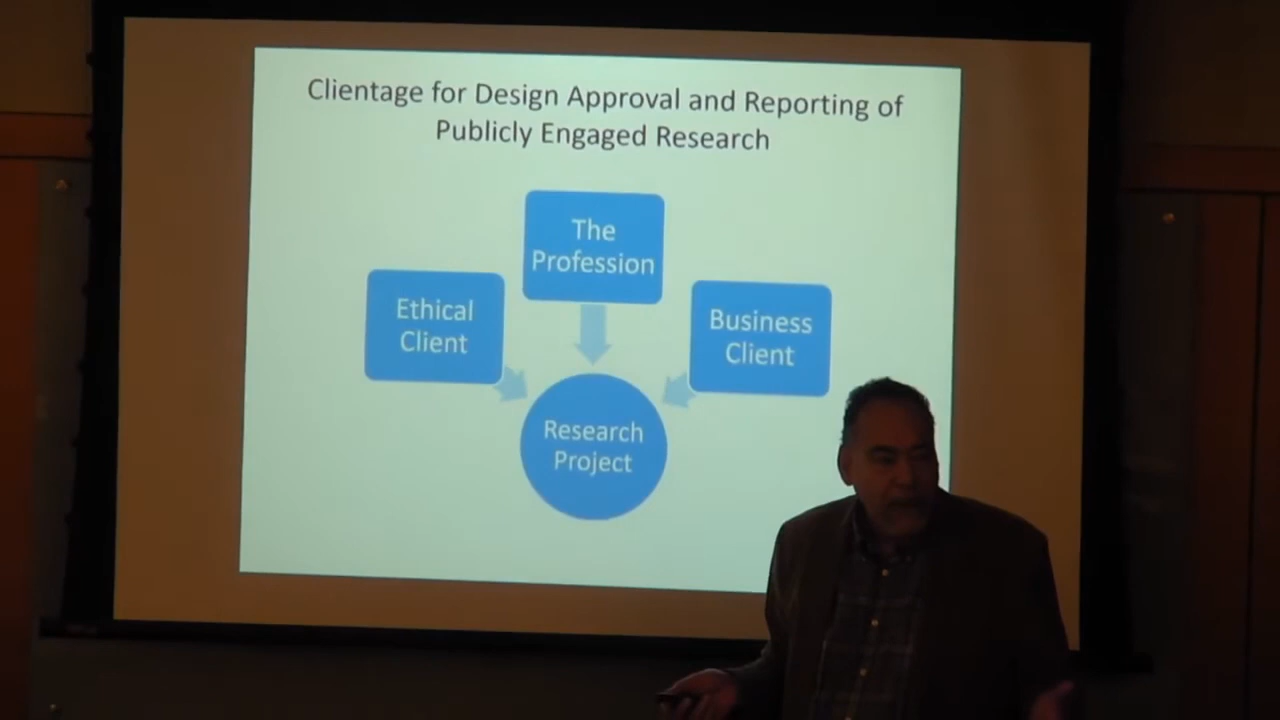 Clientage for Design Approval and Reporting of
Publicly Engaged Research
The
Profession
Ethical
Client
Business
Client
Research
Project